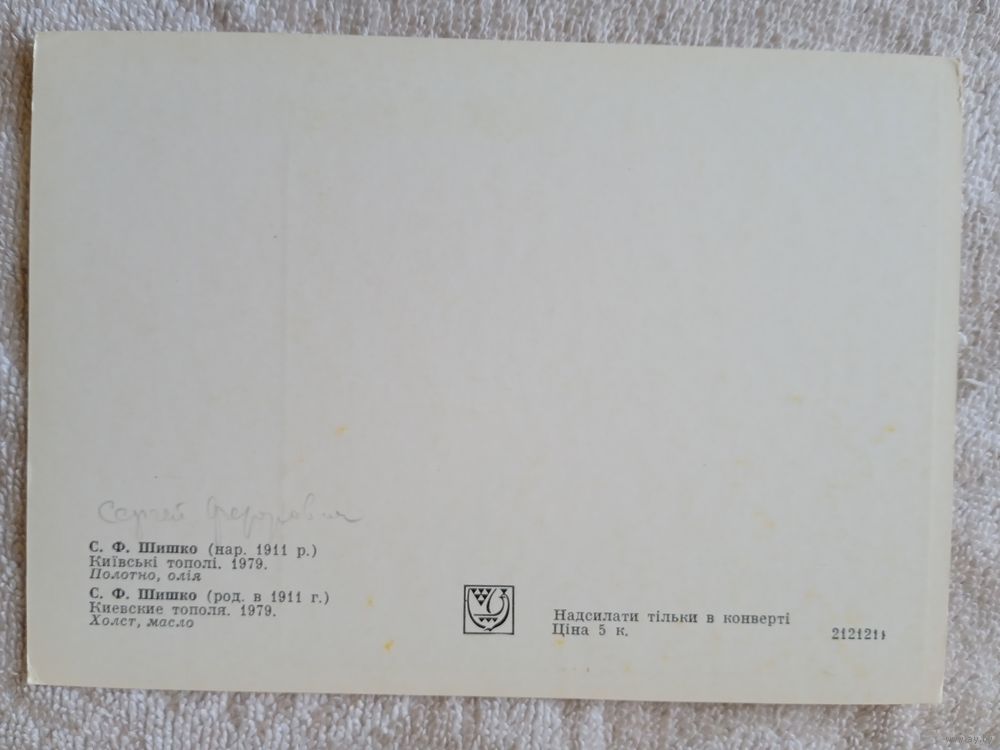 Сергей Федорович
С. Ф. Шишко (нар. 1911 р.)
Київські тополі. 1979.
Полотно, олія
С. Ф. Шишко (род. в 1911 г.)
Киевские тополя. 1979.
Холст, масло
Надсилати тільки в конверті
Ціна 5 к.
2121211